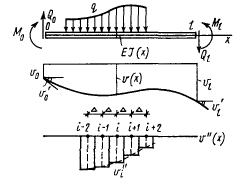 M₀ Q₀ q M_l
0 l x
EJ(x) Q_l
v₀ v(x) v_l
v₀' v_l'
Δ Δ Δ Δ
i-2 i-1 i i+1 i+2
v_i'' v''(x)